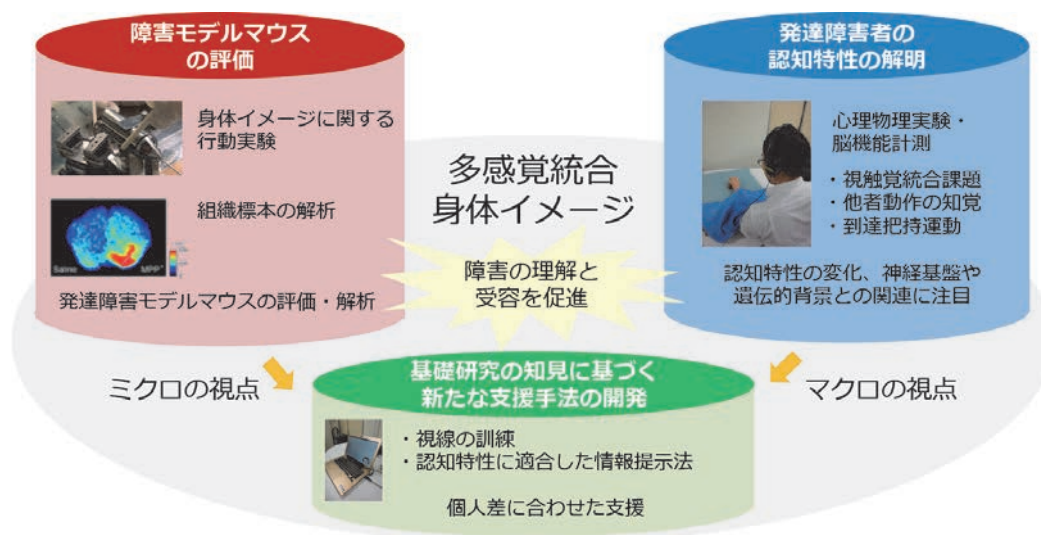 障害モデルマウス
の評価
身体イメージに関する
行動実験
組織標本の解析
Saline MPP+
発達障害モデルマウスの評価・解析
発達障害者の
認知特性の解明
心理物理実験・
脳機能計測
・視触覚統合課題
・他者動作の知覚
・到達把持運動
認知特性の変化、神経基盤や
遺伝的背景との関連に注目
多感覚統合
身体イメージ
障害の理解と
受容を促進
ミクロの視点
マクロの視点
基礎研究の知見に基づく
新たな支援手法の開発
・視線の訓練
・認知特性に適合した情報提示法
個人差に合わせた支援